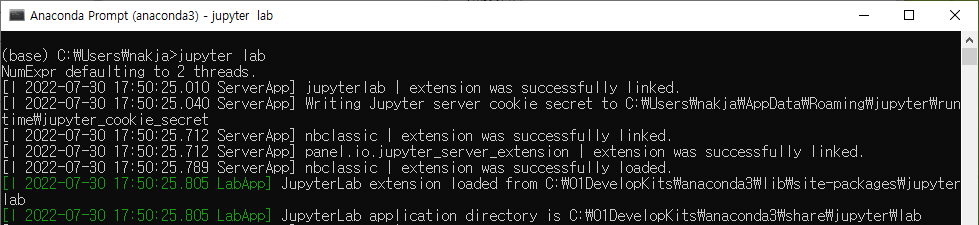 Anaconda Prompt (anaconda3) - jupyter lab
(base) C:₩Users₩nakja>jupyter lab
NumExpr defaulting to 2 threads.
[I 2022-07-30 17:50:25.010 ServerApp] jupyterlab | extension was successfully linked.
[I 2022-07-30 17:50:25.040 ServerApp] Writing Jupyter server cookie secret to C:₩Users₩nakja₩AppData₩Roaming₩jupyter₩run
time₩jupyter_cookie_secret
[I 2022-07-30 17:50:25.712 ServerApp] nbclassic | extension was successfully linked.
[I 2022-07-30 17:50:25.712 ServerApp] panel.io.jupyter_server_extension | extension was successfully linked.
[I 2022-07-30 17:50:25.789 ServerApp] nbclassic | extension was successfully loaded.
[I 2022-07-30 17:50:25.805 LabApp] JupyterLab extension loaded from C:₩01DevelopKits₩anaconda3₩lib₩site-packages₩jupyter
lab
[I 2022-07-30 17:50:25.805 LabApp] JupyterLab application directory is C:₩01DevelopKits₩anaconda3₩share₩jupyter₩lab